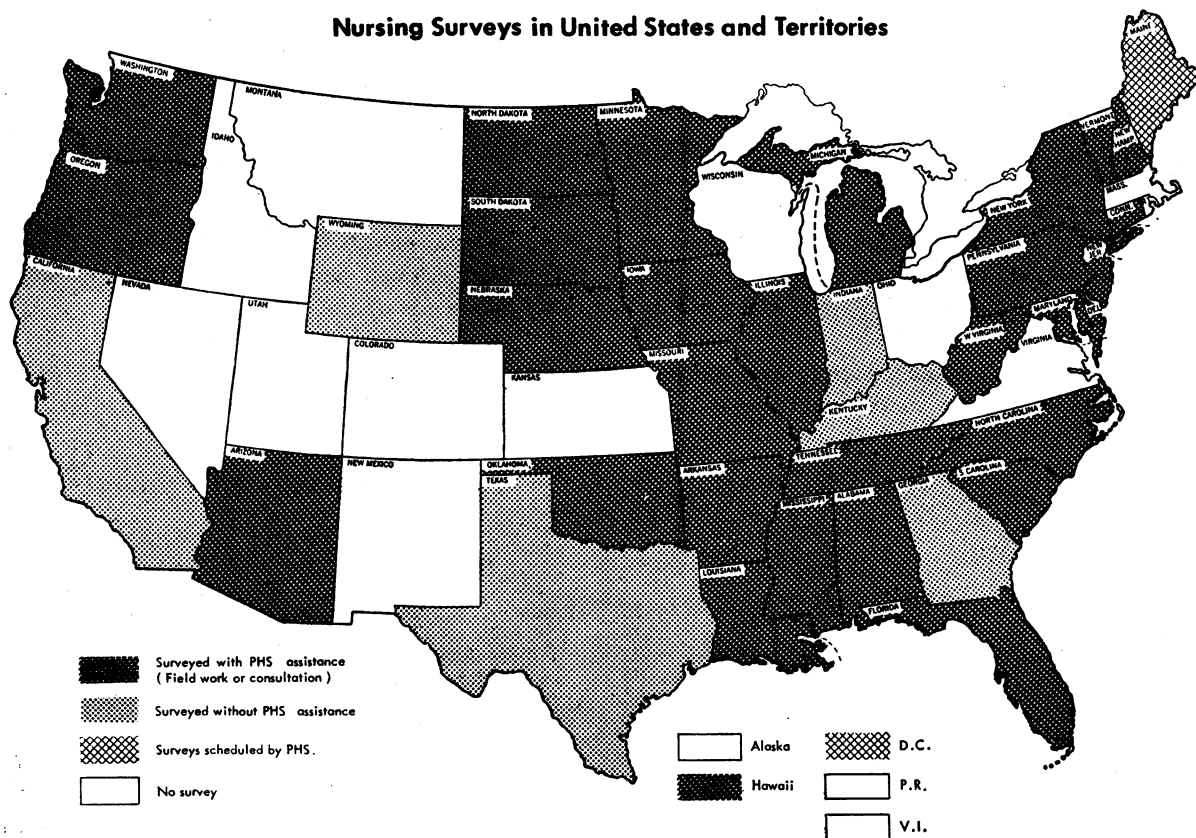 Nursing Surveys in United States and Territories
MAINE
WASHINGTON
MONTANA
NORTH DAKOTA
MINNESOTA
VERMONT
NEW
HAMP.
IDAHO
OREGON
MICHIGAN
WISCONSIN
MASS.
SOUTH DAKOTA
NEW YORK
CONN.
WYOMING
PENNSYLVANIA
NEW
JER
CALIFORNIA
IOWA
NEVADA
NEBRASKA
ILLINOIS
INDIANA
OHIO
UTAH
MARYLAND
DEL
W VIRGINIA
VIRGINIA
COLORADO
MISSOURI
KANSAS
KENTUCKY
NORTH CAROLINA
ARIZONA
NEW MEXICO
OKLAHOMA
ARKANSAS
TENNESSEE
S CAROLINA
TEXAS
MISSISSIPPI
ALABAMA
GEORGIA
LOUISIANA
FLORIDA
Surveyed with PHS assistance
( Field work or consultation )
Surveyed without PHS assistance
Surveys scheduled by PHS.
No survey
Alaska
D.C.
Hawaii
P.R.
V.I.